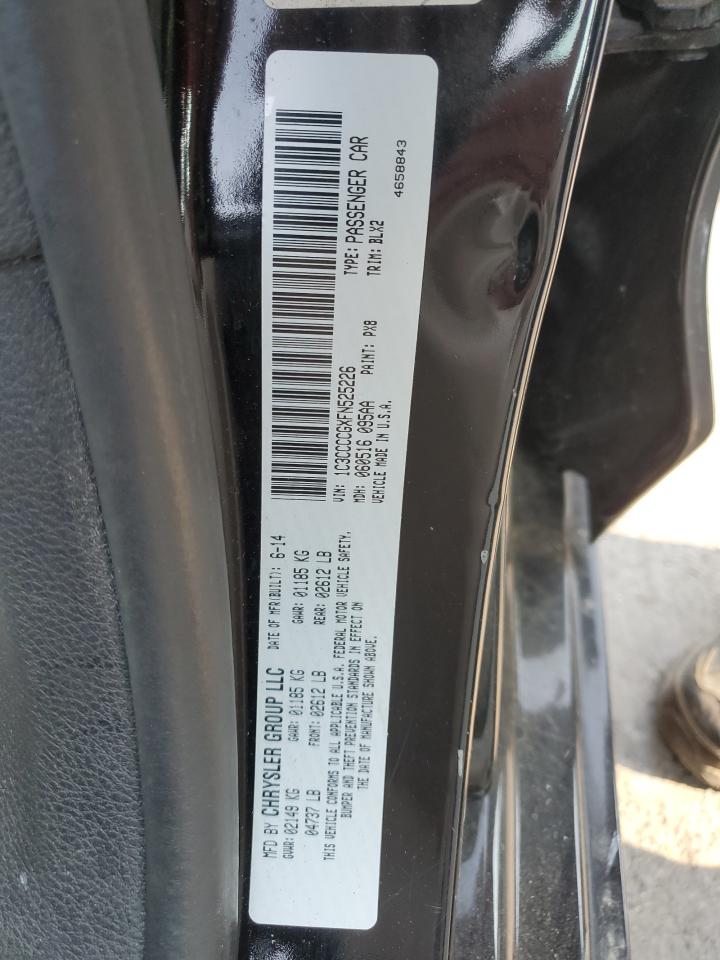 MFD BY CHRYSLER GROUP LLC DATE OF MFR(BUILT): 6-14
GVWR: 02149 KG GAWR: 01185 KG GAWR: 01185 KG
04737 LB FRONT: 02612 LB REAR: 02612 LB
THIS VEHICLE CONFORMS TO ALL APPLICABLE U.S.A. FEDERAL MOTOR VEHICLE SAFETY,
BUMPER AND THEFT PREVENTION STANDARDS IN EFFECT ON
THE DATE OF MANUFACTURE SHOWN ABOVE.
VIN: 1C3CCCCGXFN525226 TYPE: PASSENGER CAR
MDH: 060516 095AA PAINT: PX8 TRIM: BLX2
VEHICLE MADE IN U.S.A.
4658843